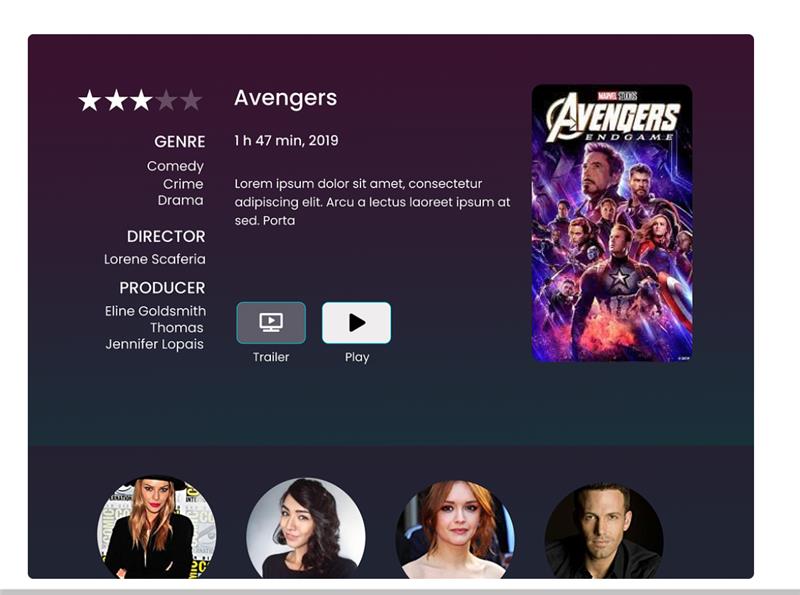 Avengers
GENRE
1 h 47 min, 2019
Comedy
Crime
Drama
Lorem ipsum dolor sit amet, consectetur
adipiscing elit. Arcu a lectus laoreet ipsum at
sed. Porta
DIRECTOR
Lorene Scaferia
PRODUCER
Eline Goldsmith
Thomas
Jennifer Lopais
Trailer
Play
MARVEL STUDIOS
AVENGERS
ENDGAME